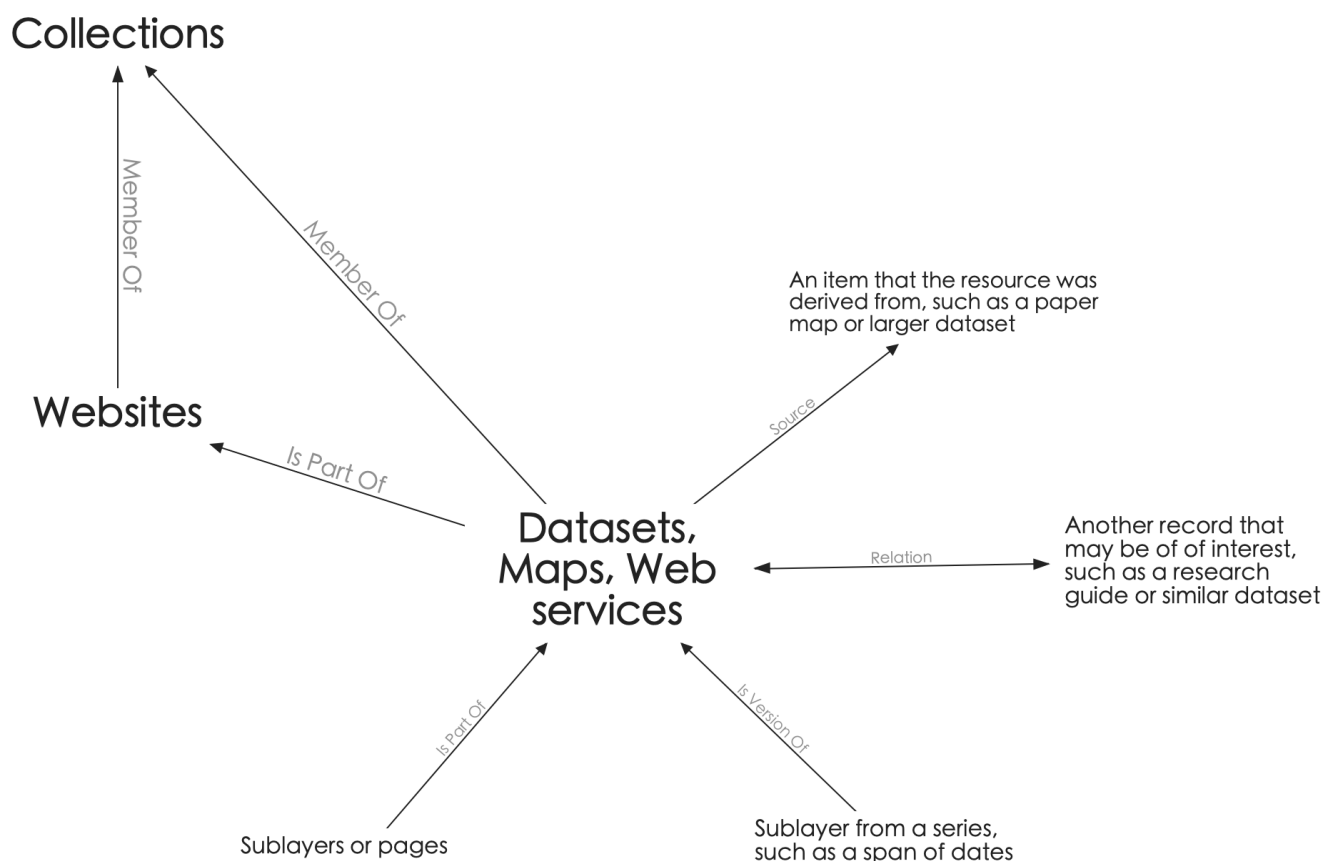 Collections
Member Of
Member Of
An item that the resource was
derived from, such as a paper
map or larger dataset
Source
Websites
Is Part Of
Datasets,
Maps, Web
services
Relation
Another record that
may be of of interest,
such as a research
guide or similar dataset
Is Part Of
Is Version Of
Sublayers or pages
Sublayer from a series,
such as a span of dates